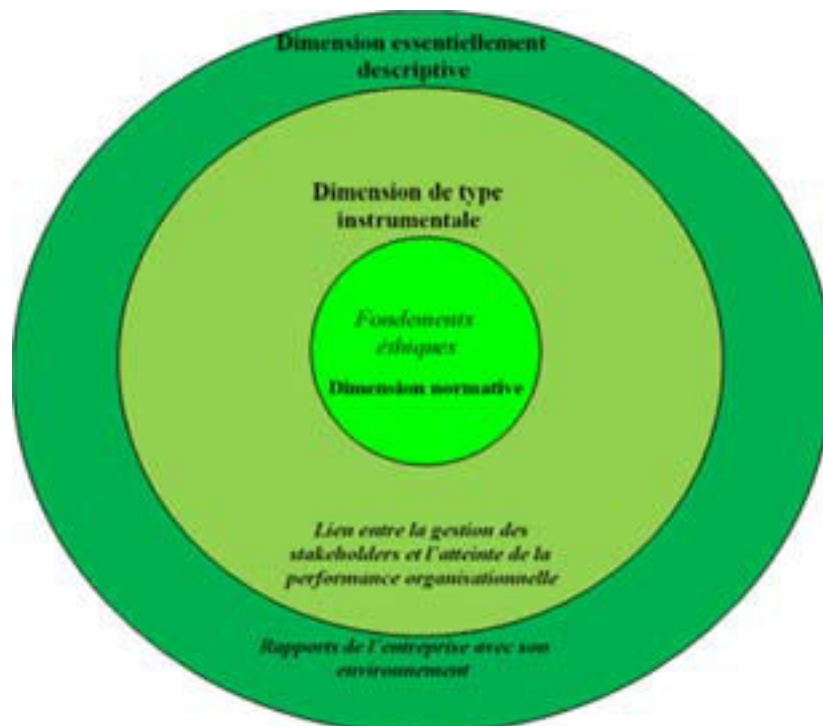 Dimension essentiellement
descriptive
Dimension de type
instrumentale
Fondements
éthiques
Dimension normative
Lien entre la gestion des
stakeholders et l'atteinte de la
performance organisationnelle
Rapports de l'entreprise avec son
environnement